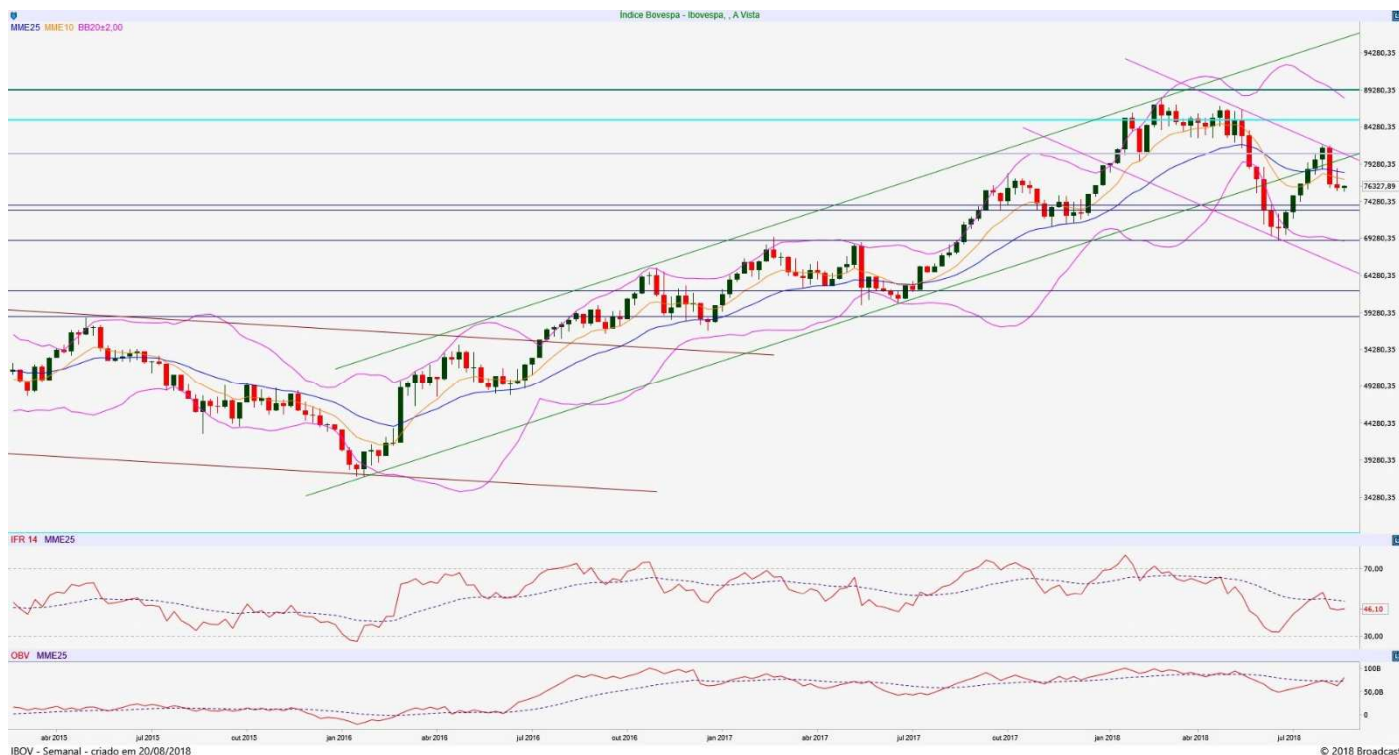 Índice Bovespa - Ibovespa, , A Vista
MME25 MME10 BB20±2,00
94280,35
89280,35
84280,35
79280,35
76327,89
74280,35
69280,35
64280,35
59280,35
54280,35
49280,35
44280,35
39280,35
34280,35
IFR 14 MME25
70,00
46.10
30,00
OBV MME25
100B
50,0B
0
abr 2015 jul 2015 out 2015 jan 2016 abr 2016 jul 2016 out 2016 jan 2017 abr 2017 jul 2017 out 2017 jan 2018 abr 2018 jul 2018
IBOV - Semanal - criado em 20/08/2018 © 2018 Broadcast